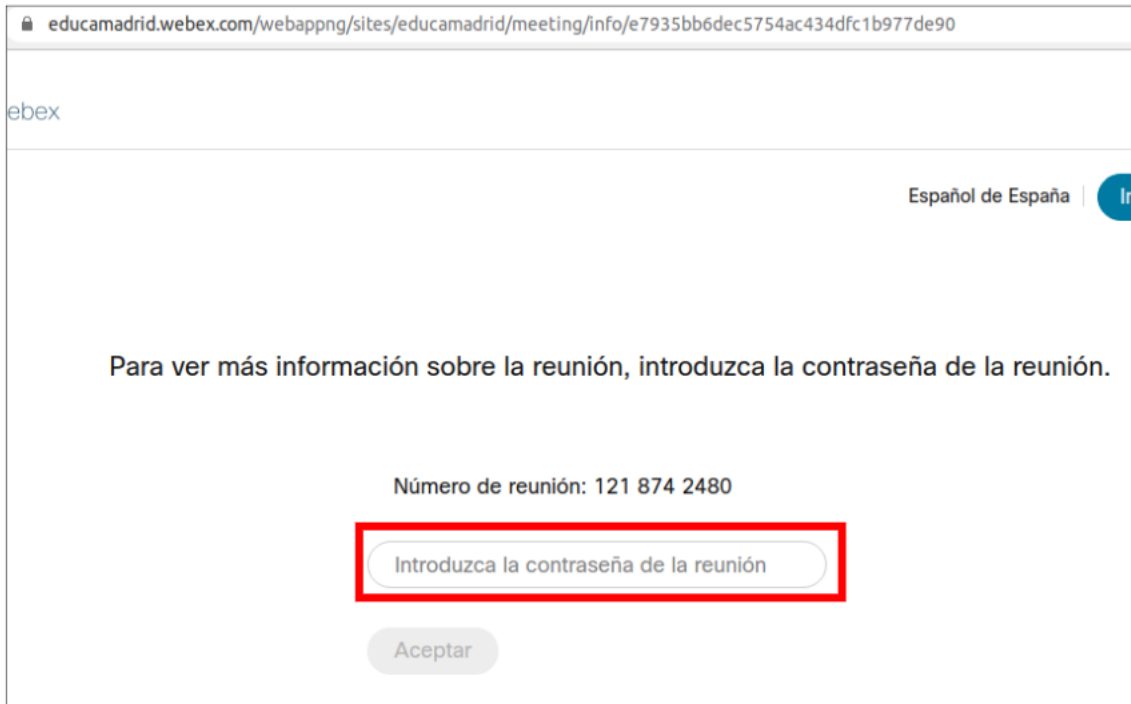 educamadrid.webex.com/webappng/sites/educamadrid/meeting/info/e7935bb6dec5754ac434dfc1b977de90
ebex
Español de España
Para ver más información sobre la reunión, introduzca la contraseña de la reunión.
Número de reunión: 121 874 2480
Introduzca la contraseña de la reunión
Aceptar